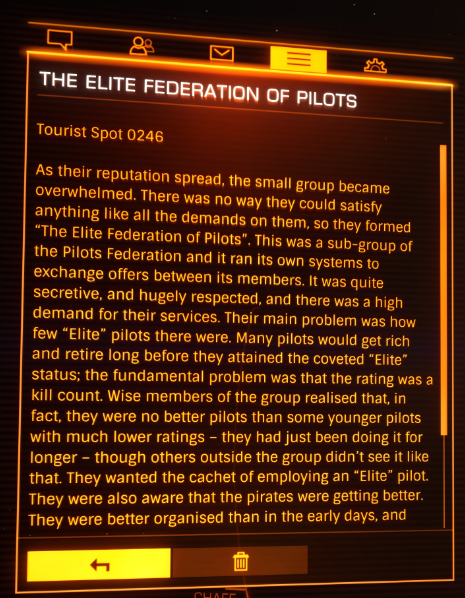 THE ELITE FEDERATION OF PILOTS
Tourist Spot 0246
As their reputation spread, the small group became
overwhelmed. There was no way they could satisfy
anything like all the demands on them, so they formed
“The Elite Federation of Pilots”. This was a sub-group of
the Pilots Federation and it ran its own systems to
exchange offers between its members. It was quite
secretive, and hugely respected, and there was a high
demand for their services. Their main problem was how
few “Elite” pilots there were. Many pilots would get rich
and retire long before they attained the coveted “Elite”
status; the fundamental problem was that the rating was a
kill count. Wise members of the group realised that, in
fact, they were no better pilots than some younger pilots
with much lower ratings – they had just been doing it for
longer – though others outside the group didn’t see it like
that. They wanted the cachet of employing an “Elite” pilot.
They were also aware that the pirates were getting better.
They were better organised than in the early days, and
CHAFF